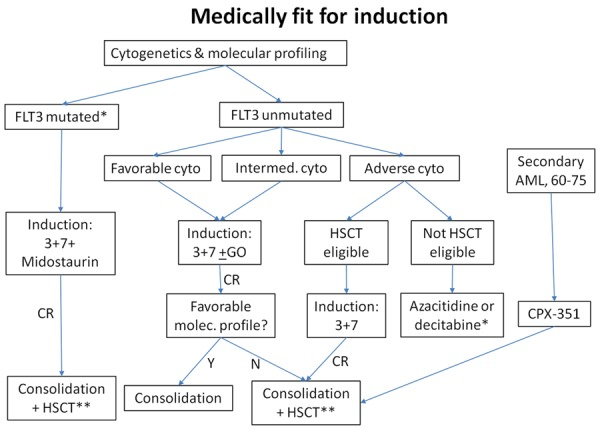 Medically fit for induction
Cytogenetics & molecular profiling
FLT3 mutated*
FLT3 unmutated
Favorable cyto
Intermed. cyto
Adverse cyto
Secondary
AML, 60-75
Induction:
3+7+
Midostaurin
Induction:
3+7 +GO
HSCT
eligible
Not HSCT
eligible
CR
CR
Favorable
molec. profile?
Induction:
3+7
Azacitidine or
decitabine*
CPX-351
Y
N
CR
Consolidation
+ HSCT**
Consolidation
Consolidation
+ HSCT**